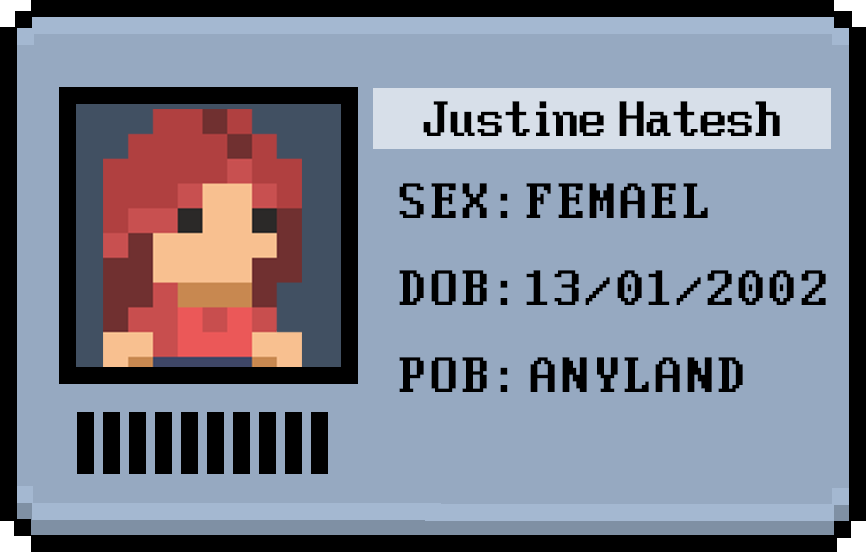 Justine Hatesh
SEX: FEMAEL
DOB:13/01/2002
POB: ANYLAND